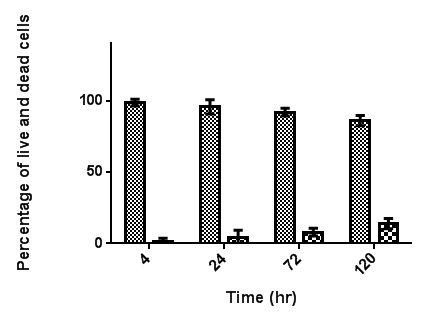 Percentage of live and dead cells
100
50
0
4 24 72 120
Time (hr)